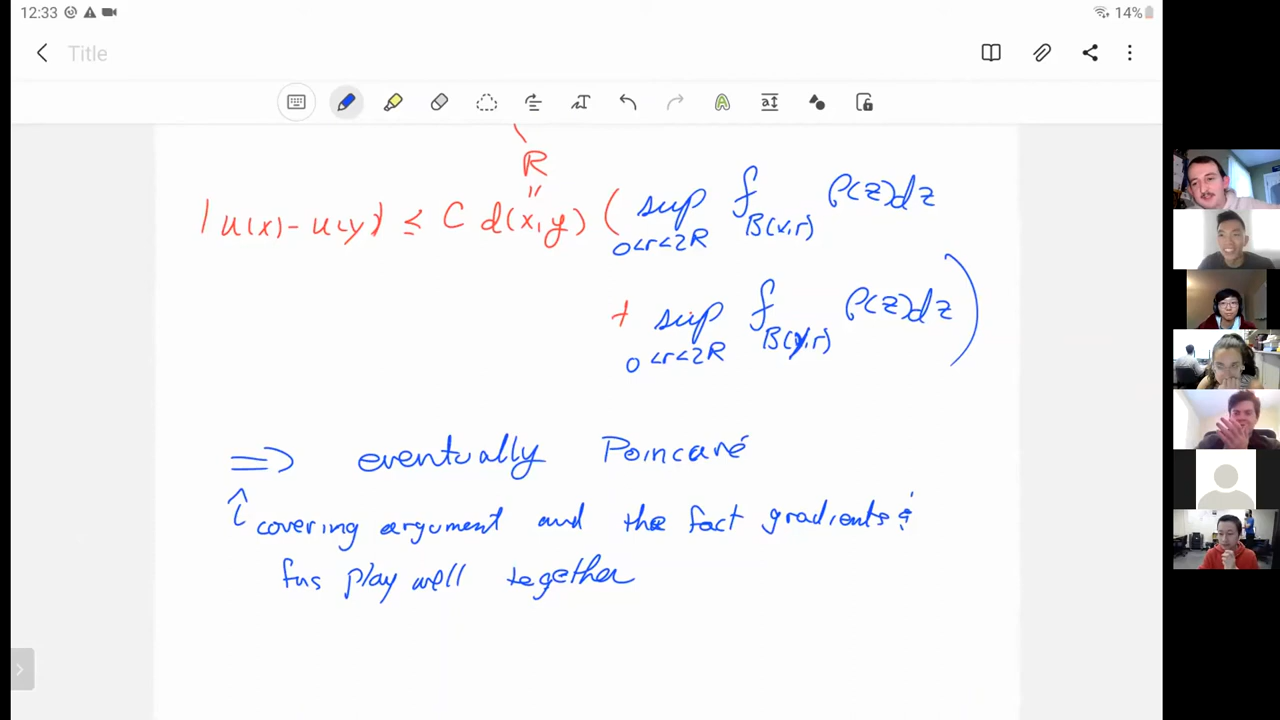 12:33
14%
Title
R
"
|u(x) - u(y)| ≤ C d(x,y) ( sup ⨍ ρ(z)dz
0<r<2R B(x,r)
+ sup ⨍ ρ(z)dz )
0<r<2R B(y,r)
⇒ eventually Poincaré
↑ covering argument and the fact gradients &
fns play well together